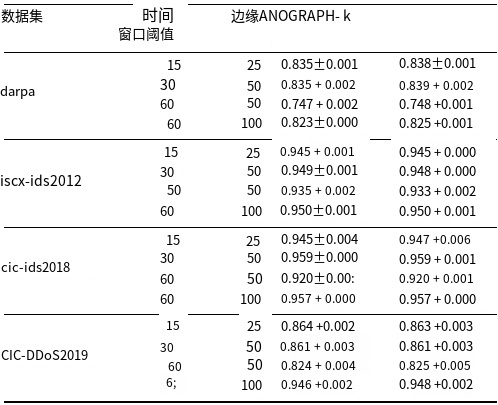 数据集 时间 边缘ANOGRAPH- k
窗口阈值
15 25 0.835±0.001 0.838±0.001
30 50 0.835 + 0.002 0.839 + 0.002
darpa
60 50 0.747 + 0.002 0.748 +0.001
60 100 0.823±0.000 0.825 +0.001
15 25 0.945 + 0.001 0.945 + 0.000
30 50 0.949±0.001 0.948 + 0.000
iscx-ids2012
50 50 0.935 + 0.002 0.933 + 0.002
60 100 0.950±0.001 0.950 + 0.001
15 25 0.945±0.004 0.947 +0.006
30 50 0.959±0.000 0.959 + 0.001
cic-ids2018
60 50 0.920±0.00: 0.920 + 0.001
60 100 0.957 + 0.000 0.957 + 0.000
15 25 0.864 +0.002 0.863 +0.003
30 50 0.861 + 0.003 0.861 +0.003
CIC-DDoS2019
60 50 0.824 + 0.004 0.825 +0.005
6; 100 0.946 +0.002 0.948 +0.002